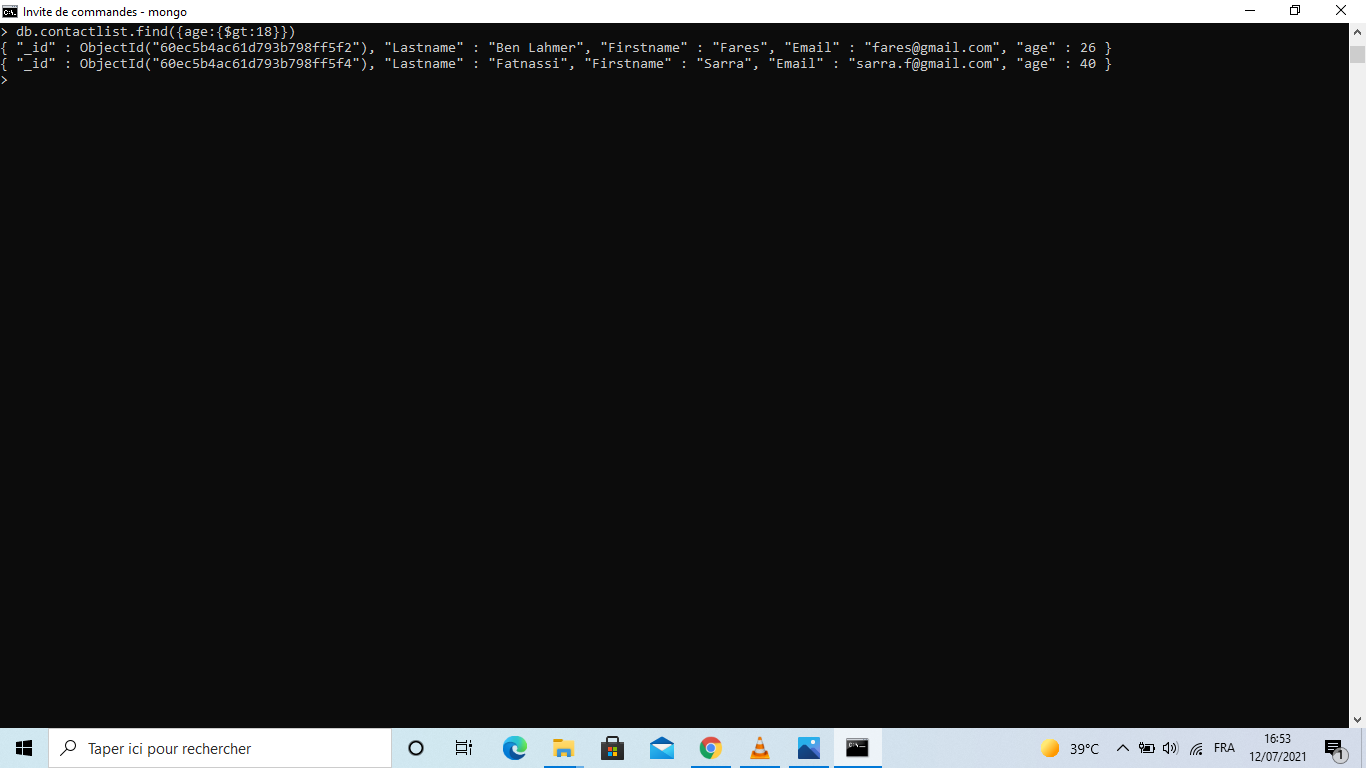 Invite de commandes - mongo
> db.contactlist.find({age:{$gt:18}})
{ "_id" : ObjectId("60ec5b4ac61d793b798ff5f2"), "Lastname" : "Ben Lahmer", "Firstname" : "Fares", "Email" : "fares@gmail.com", "age" : 26 }
{ "_id" : ObjectId("60ec5b4ac61d793b798ff5f4"), "Lastname" : "Fatnassi", "Firstname" : "Sarra", "Email" : "sarra.f@gmail.com", "age" : 40 }
>
Taper ici pour rechercher
39°C
FRA
16:53
12/07/2021
1